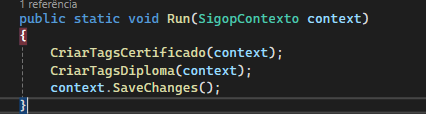 1 referência
public static void Run(SigopContexto context)
{
CriarTagsCertificado(context);
CriarTagsDiploma(context);
context.SaveChanges();
}